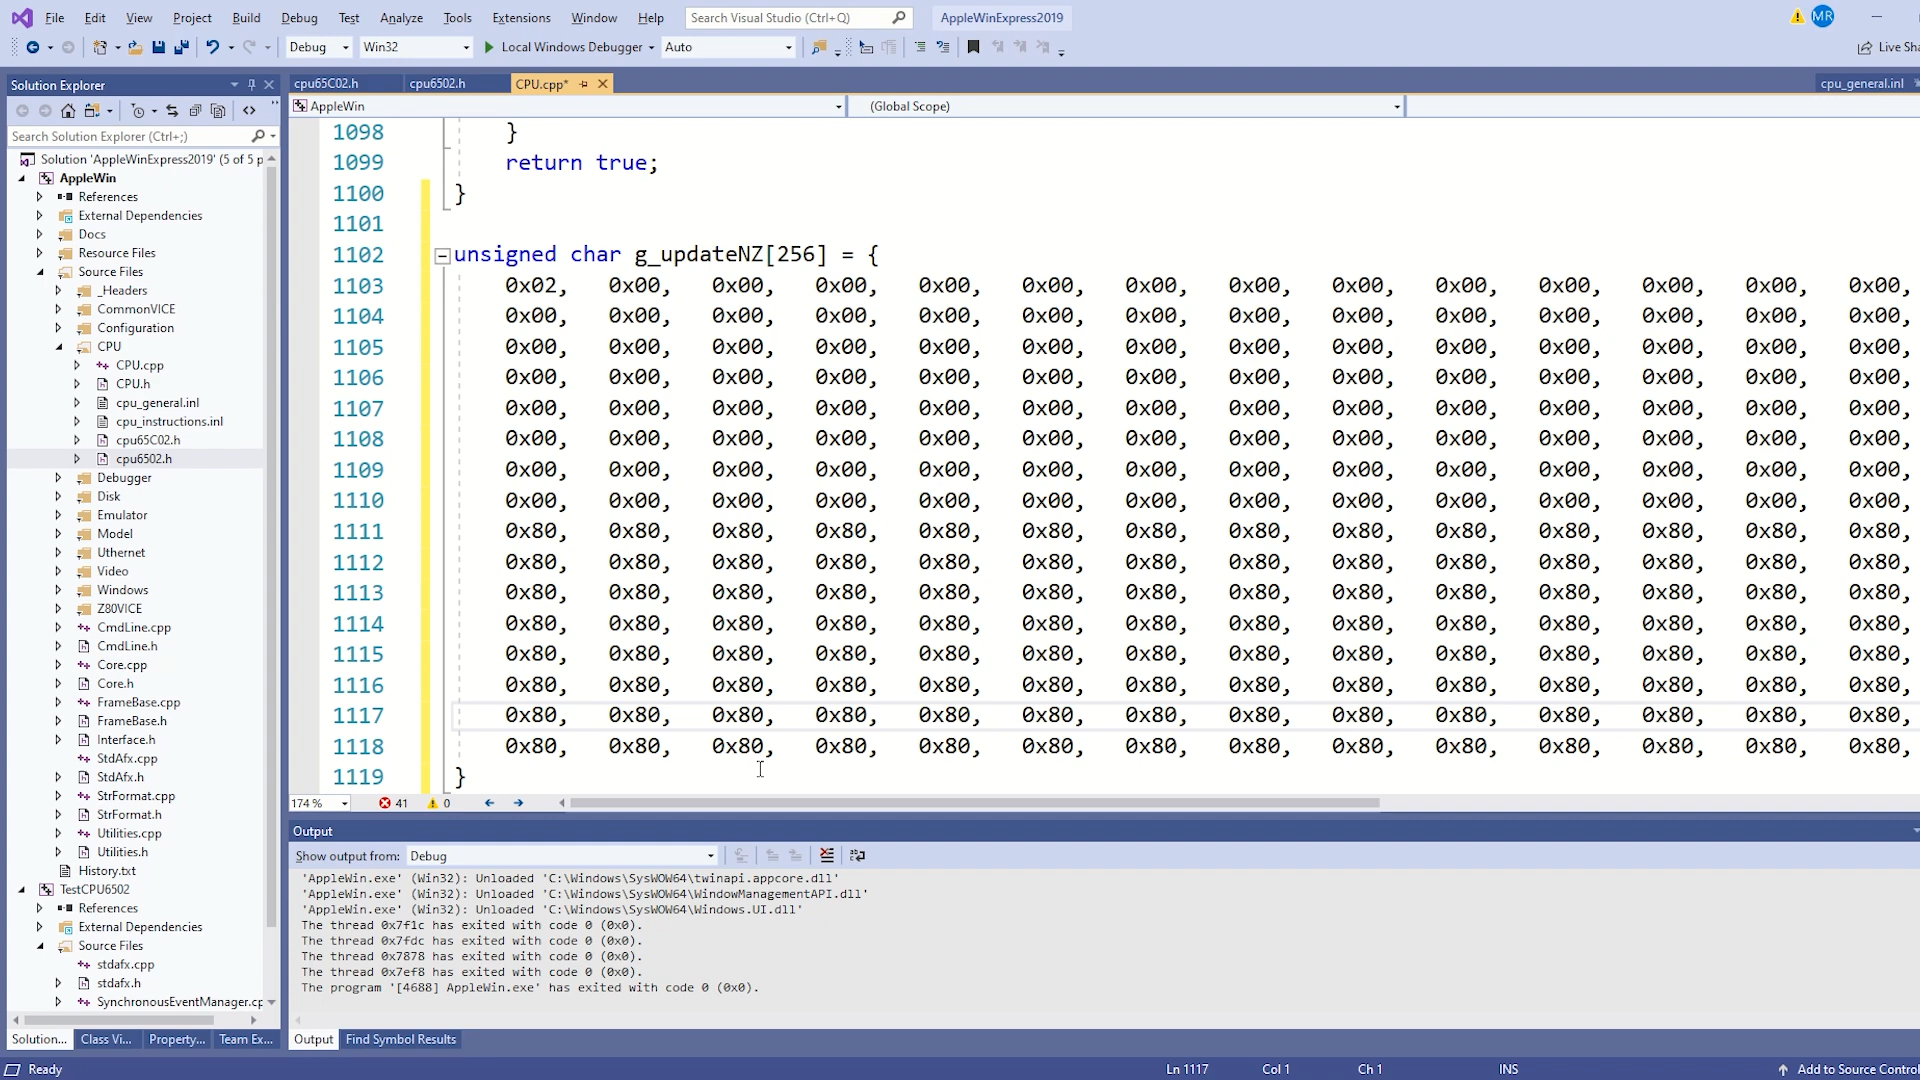 File Edit View Project Build Debug Test Analyze Tools Extensions Window Help Search Visual Studio (Ctrl+Q) AppleWinExpress2019 MR
Debug Win32 Local Windows Debugger Auto Live Sha
Solution Explorer
Search Solution Explorer (Ctrl+;)
Solution 'AppleWinExpress2019' (5 of 5 p
AppleWin
References
External Dependencies
Docs
Resource Files
Source Files
_Headers
CommonVICE
Configuration
CPU
CPU.cpp
CPU.h
cpu_general.inl
cpu_instructions.inl
cpu65C02.h
cpu6502.h
Debugger
Disk
Emulator
Model
Uthernet
Video
Windows
Z80VICE
CmdLine.cpp
CmdLine.h
Core.cpp
Core.h
FrameBase.cpp
FrameBase.h
Interface.h
StdAfx.cpp
StdAfx.h
StrFormat.cpp
StrFormat.h
Utilities.cpp
Utilities.h
History.txt
TestCPU6502
References
External Dependencies
Source Files
stdafx.cpp
stdafx.h
SynchronousEventManager.cp
Solution... Class Vi... Property... Team Ex...
cpu65C02.h cpu6502.h CPU.cpp* cpu_general.inl
AppleWin (Global Scope)
1098 }
1099 return true;
1100 }
1101
1102 unsigned char g_updateNZ[256] = {
1103 0x02, 0x00, 0x00, 0x00, 0x00, 0x00, 0x00, 0x00, 0x00, 0x00, 0x00, 0x00, 0x00, 0x00,
1104 0x00, 0x00, 0x00, 0x00, 0x00, 0x00, 0x00, 0x00, 0x00, 0x00, 0x00, 0x00, 0x00, 0x00,
1105 0x00, 0x00, 0x00, 0x00, 0x00, 0x00, 0x00, 0x00, 0x00, 0x00, 0x00, 0x00, 0x00, 0x00,
1106 0x00, 0x00, 0x00, 0x00, 0x00, 0x00, 0x00, 0x00, 0x00, 0x00, 0x00, 0x00, 0x00, 0x00,
1107 0x00, 0x00, 0x00, 0x00, 0x00, 0x00, 0x00, 0x00, 0x00, 0x00, 0x00, 0x00, 0x00, 0x00,
1108 0x00, 0x00, 0x00, 0x00, 0x00, 0x00, 0x00, 0x00, 0x00, 0x00, 0x00, 0x00, 0x00, 0x00,
1109 0x00, 0x00, 0x00, 0x00, 0x00, 0x00, 0x00, 0x00, 0x00, 0x00, 0x00, 0x00, 0x00, 0x00,
1110 0x00, 0x00, 0x00, 0x00, 0x00, 0x00, 0x00, 0x00, 0x00, 0x00, 0x00, 0x00, 0x00, 0x00,
1111 0x80, 0x80, 0x80, 0x80, 0x80, 0x80, 0x80, 0x80, 0x80, 0x80, 0x80, 0x80, 0x80, 0x80,
1112 0x80, 0x80, 0x80, 0x80, 0x80, 0x80, 0x80, 0x80, 0x80, 0x80, 0x80, 0x80, 0x80, 0x80,
1113 0x80, 0x80, 0x80, 0x80, 0x80, 0x80, 0x80, 0x80, 0x80, 0x80, 0x80, 0x80, 0x80, 0x80,
1114 0x80, 0x80, 0x80, 0x80, 0x80, 0x80, 0x80, 0x80, 0x80, 0x80, 0x80, 0x80, 0x80, 0x80,
1115 0x80, 0x80, 0x80, 0x80, 0x80, 0x80, 0x80, 0x80, 0x80, 0x80, 0x80, 0x80, 0x80, 0x80,
1116 0x80, 0x80, 0x80, 0x80, 0x80, 0x80, 0x80, 0x80, 0x80, 0x80, 0x80, 0x80, 0x80, 0x80,
1117 0x80, 0x80, 0x80, 0x80, 0x80, 0x80, 0x80, 0x80, 0x80, 0x80, 0x80, 0x80, 0x80, 0x80,
1118 0x80, 0x80, 0x80, 0x80, 0x80, 0x80, 0x80, 0x80, 0x80, 0x80, 0x80, 0x80, 0x80, 0x80,
1119 }
174 % 41 0
Output
Show output from: Debug
'AppleWin.exe' (Win32): Unloaded 'C:\Windows\SysWOW64\twinapi.appcore.dll'
'AppleWin.exe' (Win32): Unloaded 'C:\Windows\SysWOW64\WindowManagementAPI.dll'
'AppleWin.exe' (Win32): Unloaded 'C:\Windows\SysWOW64\Windows.UI.dll'
The thread 0x7f1c has exited with code 0 (0x0).
The thread 0x7fdc has exited with code 0 (0x0).
The thread 0x7878 has exited with code 0 (0x0).
The thread 0x7ef8 has exited with code 0 (0x0).
The program '[4688] AppleWin.exe' has exited with code 0 (0x0).
Output Find Symbol Results
Ready Ln 1117 Col 1 Ch 1 INS Add to Source Control